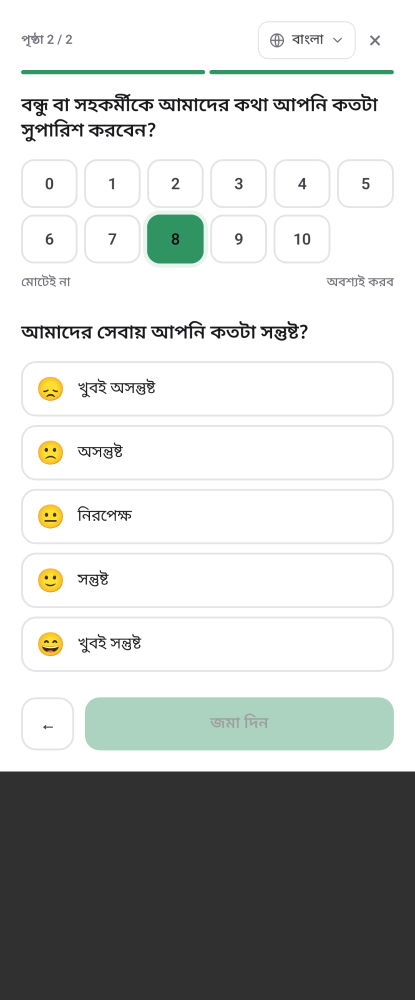 পৃষ্ঠা 2 / 2
বাংলা
বন্ধু বা সহকর্মীকে আমাদের কথা আপনি কতটা
সুপারিশ করবেন?
0 1 2 3 4 5
6 7 8 9 10
মোটেই না
অবশ্যই করব
আমাদের সেবায় আপনি কতটা সন্তুষ্ট?
খুবই অসন্তুষ্ট
অসন্তুষ্ট
নিরপেক্ষ
সন্তুষ্ট
খুবই সন্তুষ্ট
জমা দিন